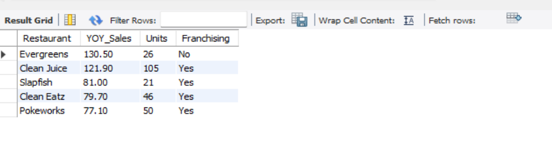 Result Grid Filter Rows: Export: Wrap Cell Content: IA Fetch rows:
Restaurant YOY_Sales Units Franchising
Evergreens 130.50 26 No
Clean Juice 121.90 105 Yes
Slapfish 81.00 21 Yes
Clean Eatz 79.70 46 Yes
Pokeworks 77.10 50 Yes